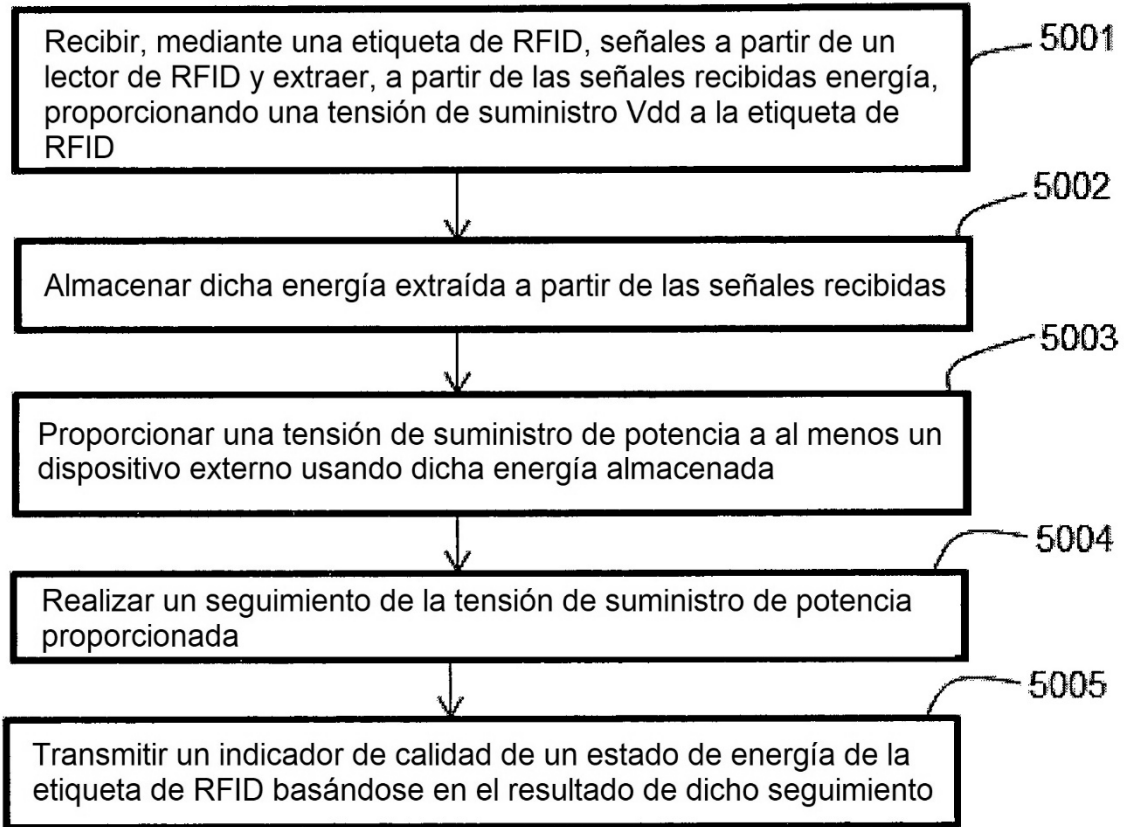 Recibir, mediante una etiqueta de RFID, señales a partir de un
lector de RFID y extraer, a partir de las señales recibidas energía,
proporcionando una tensión de suministro Vdd a la etiqueta de
RFID
5001
5002
Almacenar dicha energía extraída a partir de las señales recibidas
5003
Proporcionar una tensión de suministro de potencia a al menos un
dispositivo externo usando dicha energía almacenada
5004
Realizar un seguimiento de la tensión de suministro de potencia
proporcionada
5005
Transmitir un indicador de calidad de un estado de energía de la
etiqueta de RFID basándose en el resultado de dicho seguimiento